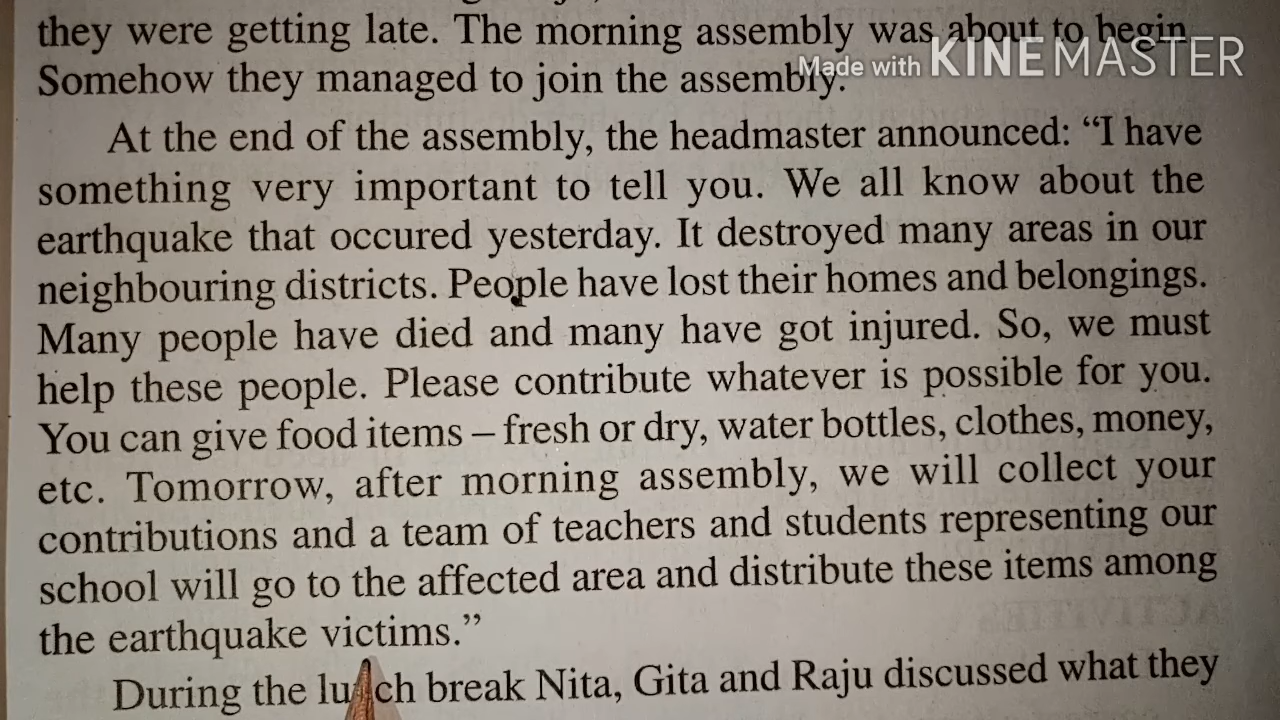 they were getting late. The morning assembly was about to begin
Made with KINEMASTER
Somehow they managed to join the assembly.
At the end of the assembly, the headmaster announced: “I have
something very important to tell you. We all know about the
earthquake that occured yesterday. It destroyed many areas in our
neighbouring districts. People have lost their homes and belongings.
Many people have died and many have got injured. So, we must
help these people. Please contribute whatever is possible for you.
You can give food items – fresh or dry, water bottles, clothes, money,
etc. Tomorrow, after morning assembly, we will collect your
contributions and a team of teachers and students representing our
school will go to the affected area and distribute these items among
the earthquake victims.”
During the lunch break Nita, Gita and Raju discussed what they